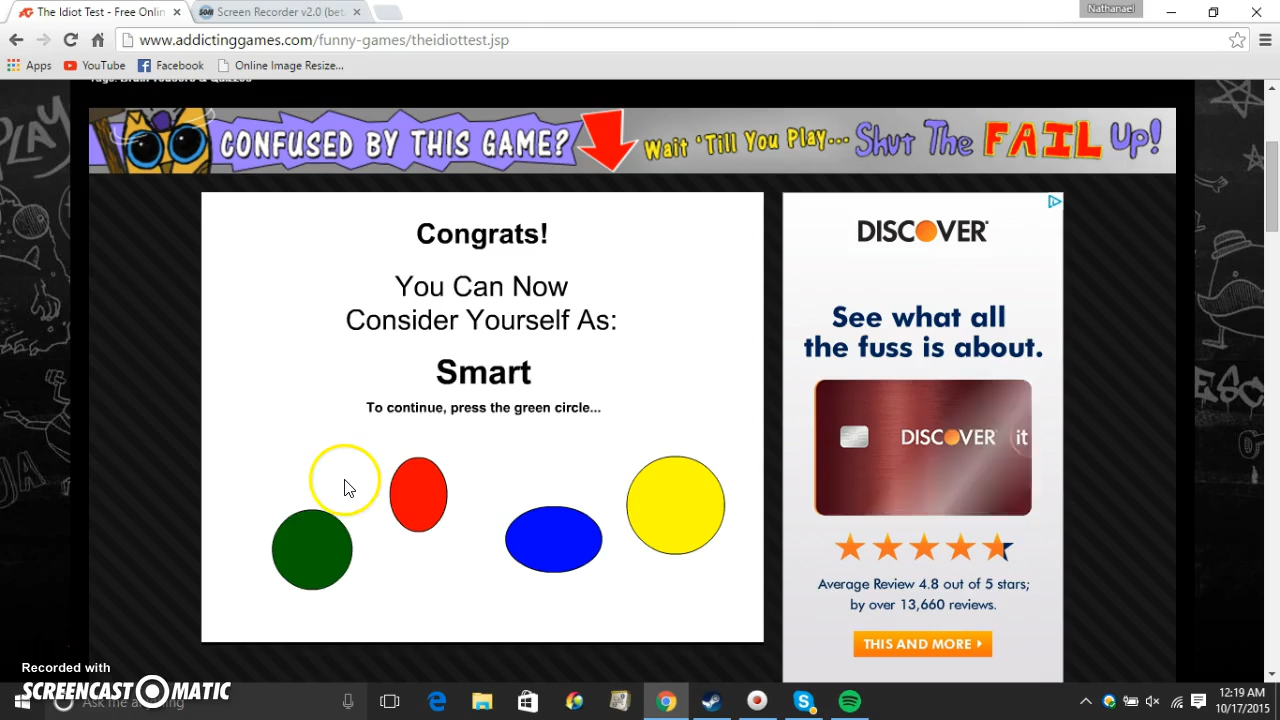 The Idiot Test - Free Onlin
Screen Recorder v2.0 (bet
Nathanael
www.addictinggames.com/funny-games/theidiottest.jsp
Apps
YouTube
Facebook
Online Image Resize...
CONFUSED BY THIS GAME?
Wait 'Till You Play... Shut The FAIL Up!
Congrats!
You Can Now
Consider Yourself As:
Smart
To continue, press the green circle...
DISCOVER
See what all
the fuss is about.
DISCOVER it
Average Review 4.8 out of 5 stars;
by over 13,660 reviews.
THIS AND MORE
Recorded with
SCREENCAST MATIC
Ask me anything
12:19 AM
10/17/2015